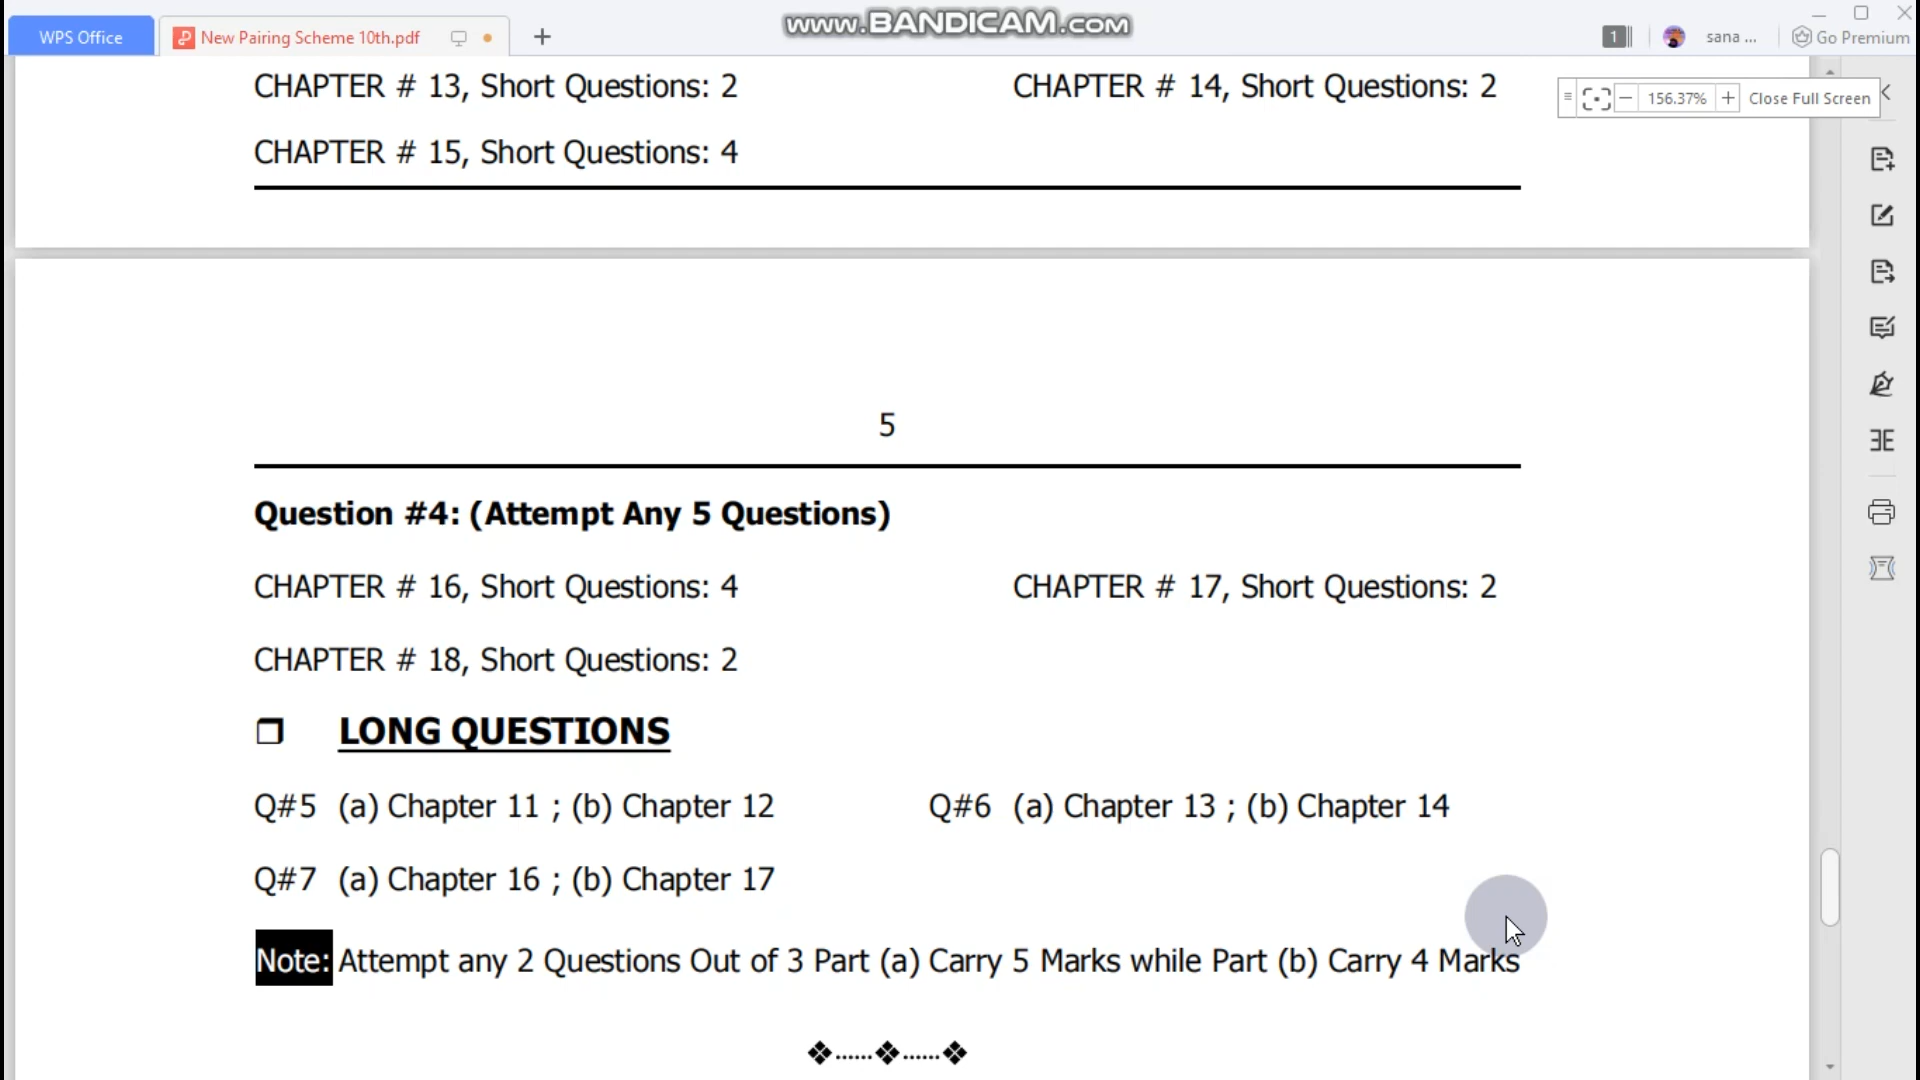 www.BANDICAM.com
WPS Office
New Pairing Scheme 10th.pdf
1
sana ...
Go Premium
CHAPTER # 13, Short Questions: 2 CHAPTER # 14, Short Questions: 2
156.37% Close Full Screen
CHAPTER # 15, Short Questions: 4
5
Question #4: (Attempt Any 5 Questions)
CHAPTER # 16, Short Questions: 4 CHAPTER # 17, Short Questions: 2
CHAPTER # 18, Short Questions: 2
❒ LONG QUESTIONS
Q#5 (a) Chapter 11 ; (b) Chapter 12 Q#6 (a) Chapter 13 ; (b) Chapter 14
Q#7 (a) Chapter 16 ; (b) Chapter 17
Note: Attempt any 2 Questions Out of 3 Part (a) Carry 5 Marks while Part (b) Carry 4 Marks
❖......❖......❖